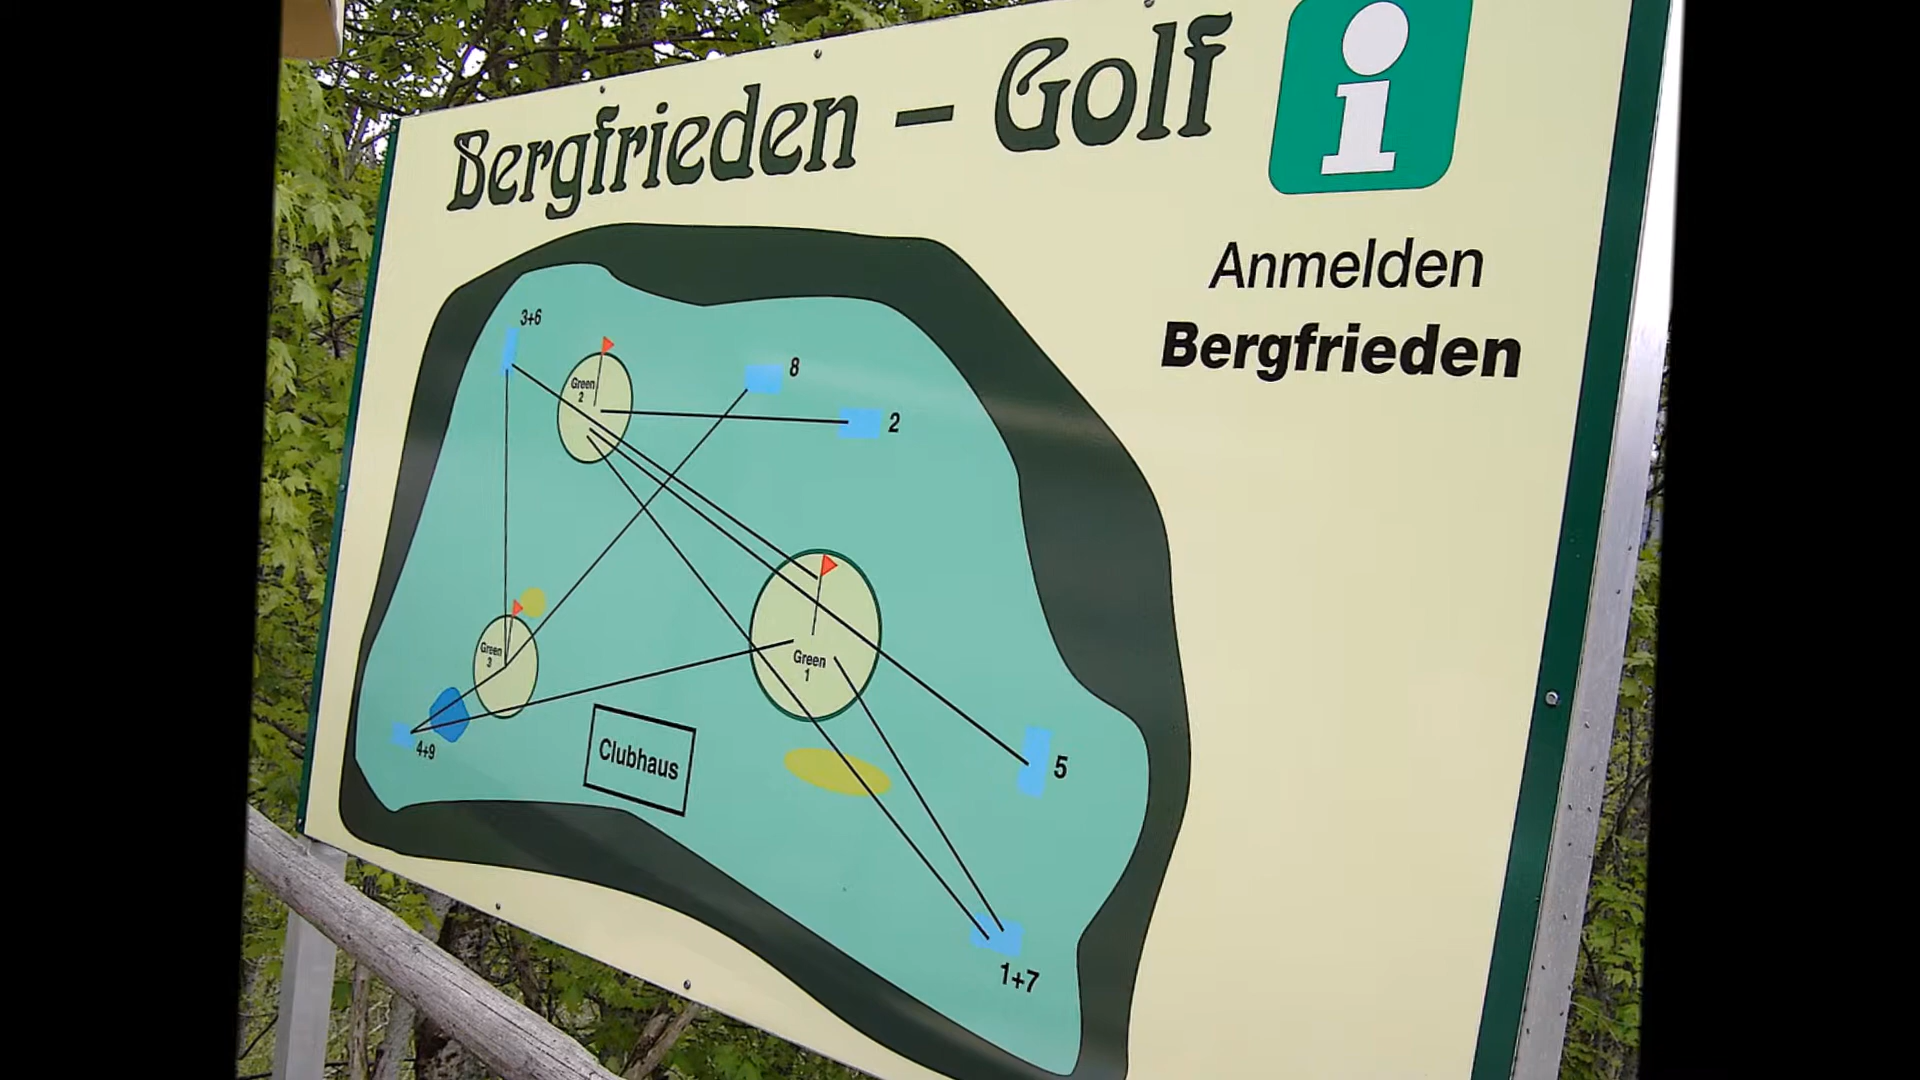 Bergfrieden – Golf
i
Anmelden
Bergfrieden
3+6
Green
2
8
2
Green
3
Green
1
4+9
Clubhaus
5
1+7